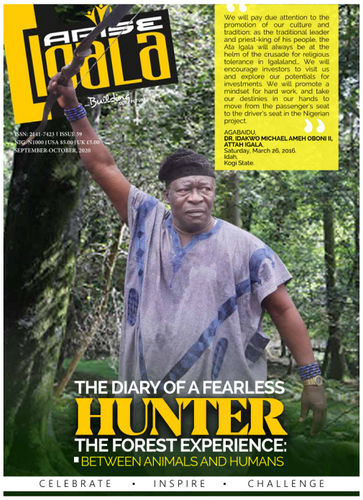 ARISE
Igala
Building
ISSN: 2141-7423 I ISSUE 39
NIG/N1000 I USA $5.00 I UK £3.00
SEPTEMBER-OCTOBER, 2020
“
We will pay due attention to the
promotion of our culture and
tradition; as the traditional leader
and priest-king of his people, the
Ata Igala will always be at the
helm of the crusade for religious
tolerance in Igalaland,. We will
encourage investors to visit us
and explore our potentials for
investments. We will promote a
mindset for hard work, and take
our destinies in our hands to
move from the passenger's seat
to the driver's seat in the Nigerian
project.
”
AGABAIDU,
DR. IDAKWO MICHAEL AMEH OBONI II,
ATTAH IGALA.
Saturday, March 26, 2016.
Idah,
Kogi State.
THE DIARY OF A FEARLESS
HUNTER
THE FOREST EXPERIENCE:
BETWEEN ANIMALS AND HUMANS
CELEBRATE • INSPIRE • CHALLENGE